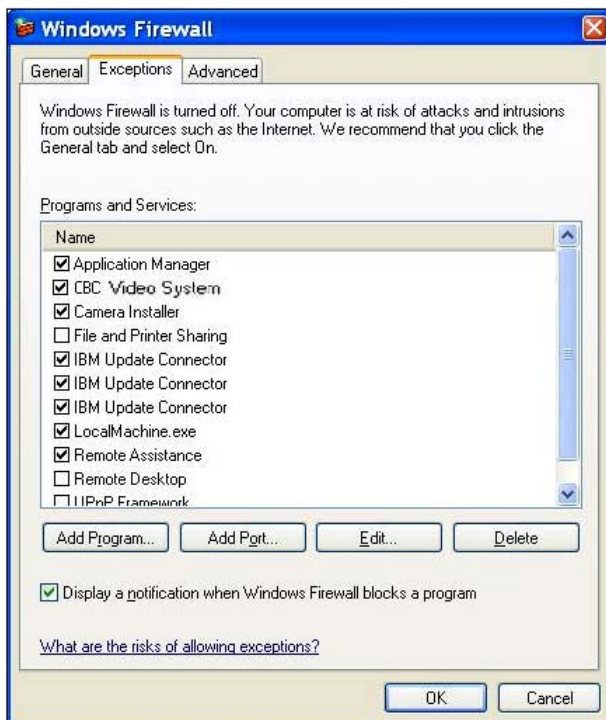 Windows Firewall
General Exceptions Advanced
Windows Firewall is turned off. Your computer is at risk of attacks and intrusions
from outside sources such as the Internet. We recommend that you click the
General tab and select On.
Programs and Services:
Name
Application Manager
CBC Video System
Camera Installer
File and Printer Sharing
IBM Update Connector
IBM Update Connector
IBM Update Connector
LocalMachine.exe
Remote Assistance
Remote Desktop
UPnP Framework
Add Program... Add Port... Edit... Delete
Display a notification when Windows Firewall blocks a program
What are the risks of allowing exceptions?
OK Cancel